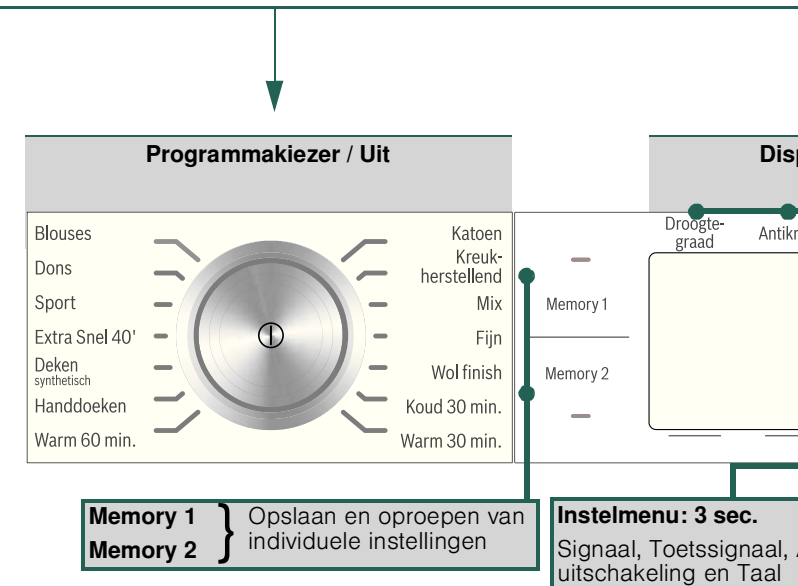 Programmakiezer / Uit
Blouses
Dons
Sport
Extra Snel 40'
Deken
synthetisch
Handdoeken
Warm 60 min.
Katoen
Kreuk-
herstellend
Mix
Fijn
Wol finish
Koud 30 min.
Warm 30 min.
Memory 1
Memory 2
Disp
Droogte-
graad
Antikr
Memory 1
Memory 2
Opslaan en oproepen van
individuele instellingen
Instelmenu: 3 sec.
Signaal, Toetssignaal,
uitschakeling en Taal